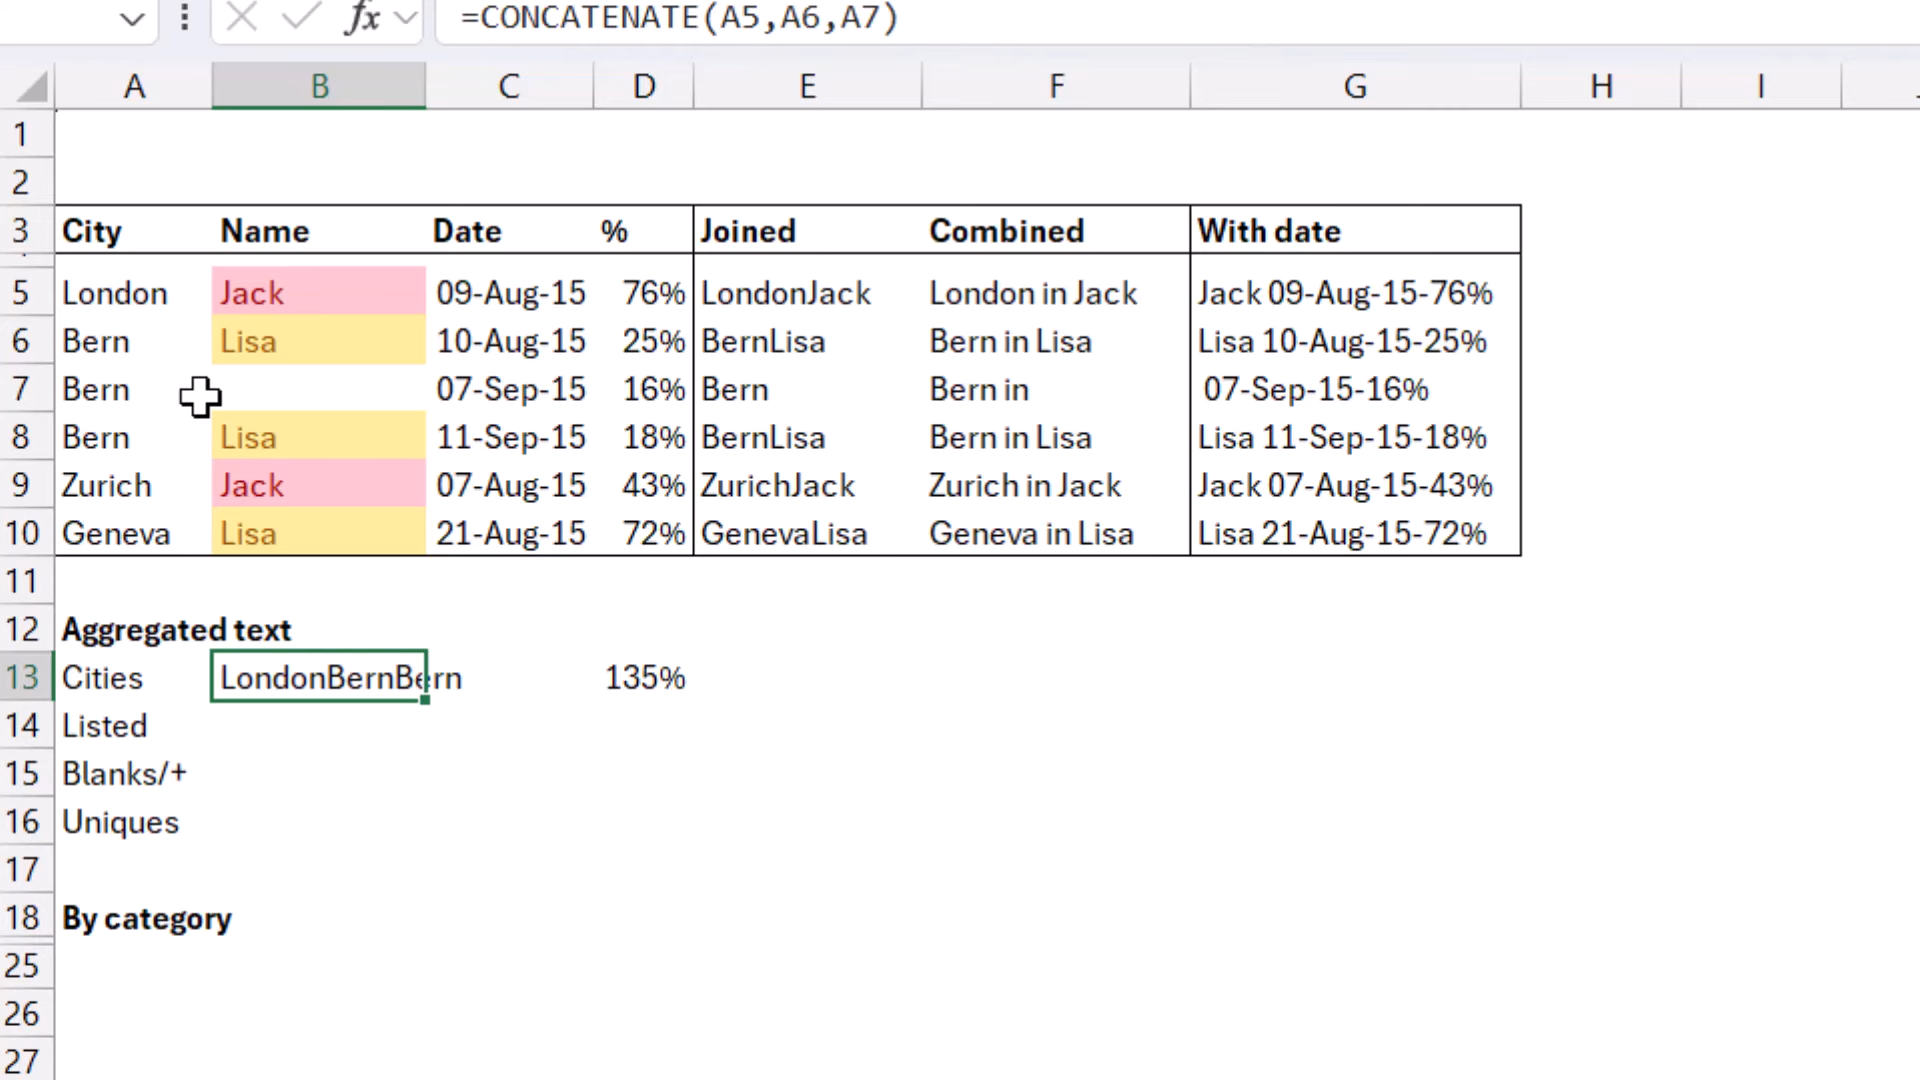 fx =CONCATENATE(A5,A6,A7)
A B C D E F G H I
1
2
3 City Name Date % Joined Combined With date
5 London Jack 09-Aug-15 76% LondonJack London in Jack Jack 09-Aug-15-76%
6 Bern Lisa 10-Aug-15 25% BernLisa Bern in Lisa Lisa 10-Aug-15-25%
7 Bern 07-Sep-15 16% Bern Bern in 07-Sep-15-16%
8 Bern Lisa 11-Sep-15 18% BernLisa Bern in Lisa Lisa 11-Sep-15-18%
9 Zurich Jack 07-Aug-15 43% ZurichJack Zurich in Jack Jack 07-Aug-15-43%
10 Geneva Lisa 21-Aug-15 72% GenevaLisa Geneva in Lisa Lisa 21-Aug-15-72%
11
12 Aggregated text
13 Cities LondonBernBern 135%
14 Listed
15 Blanks/+
16 Uniques
17
18 By category
25
26
27